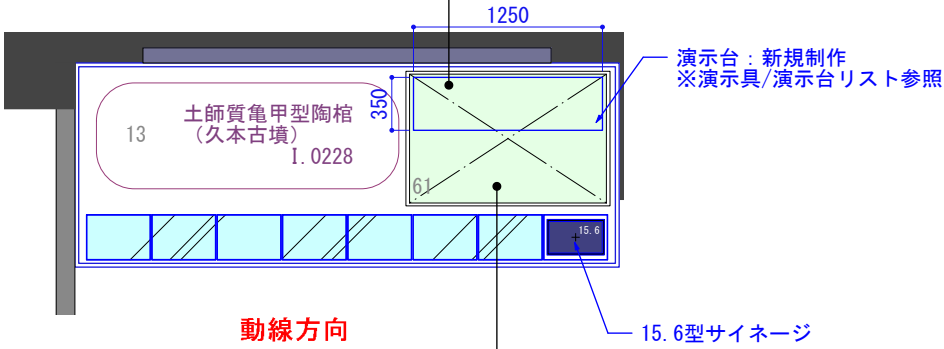 1250
演示台：新規制作
※演示具/演示台リスト参照
350
土師質亀甲型陶棺
（久本古墳）
I.0228
13
61
15.6
動線方向
15.6型サイネージ